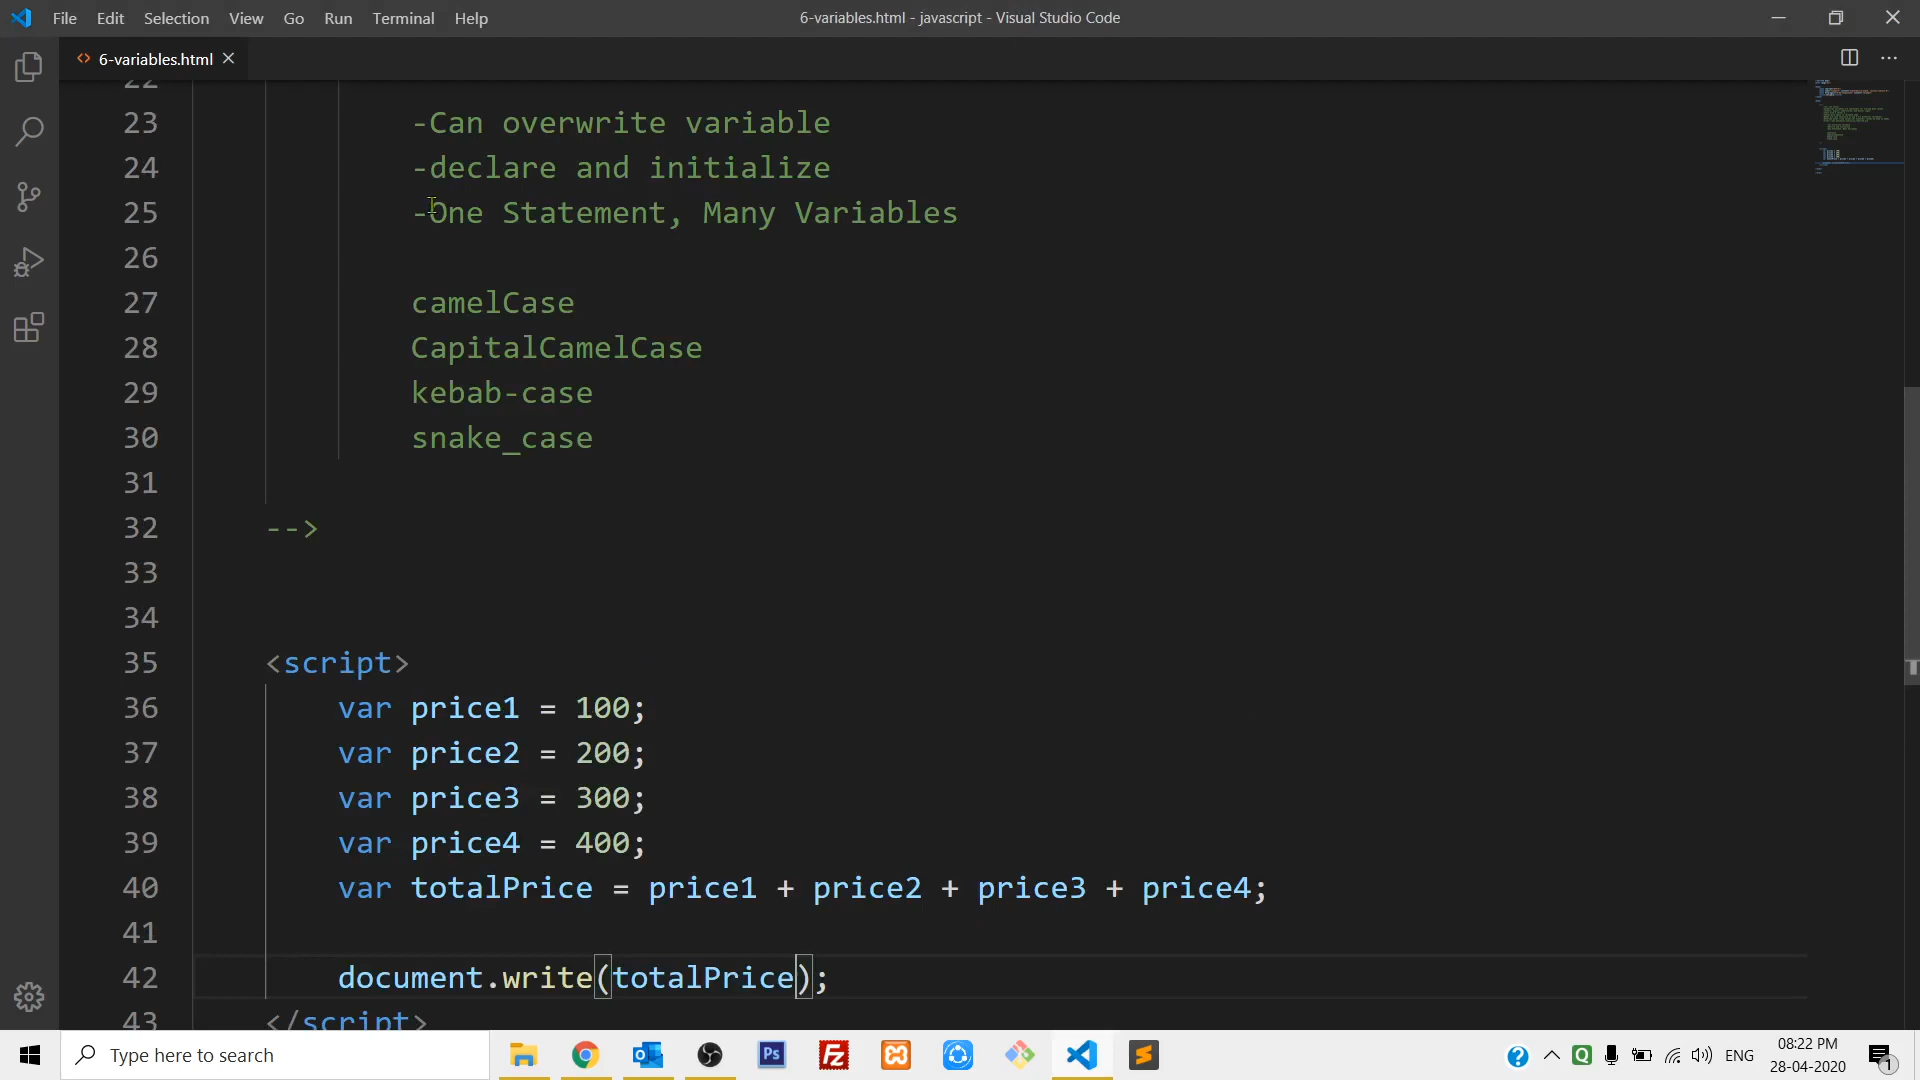 File Edit Selection View Go Run Terminal Help
6-variables.html - javascript - Visual Studio Code
<> 6-variables.html
22
23 -Can overwrite variable
24 -declare and initialize
25 -One Statement, Many Variables
26
27 camelCase
28 CapitalCamelCase
29 kebab-case
30 snake_case
31
32 -->
33
34
35 <script>
36 var price1 = 100;
37 var price2 = 200;
38 var price3 = 300;
39 var price4 = 400;
40 var totalPrice = price1 + price2 + price3 + price4;
41
42 document.write(totalPrice);
43 </script>
Type here to search
Ps
ENG
08:22 PM
28-04-2020
1